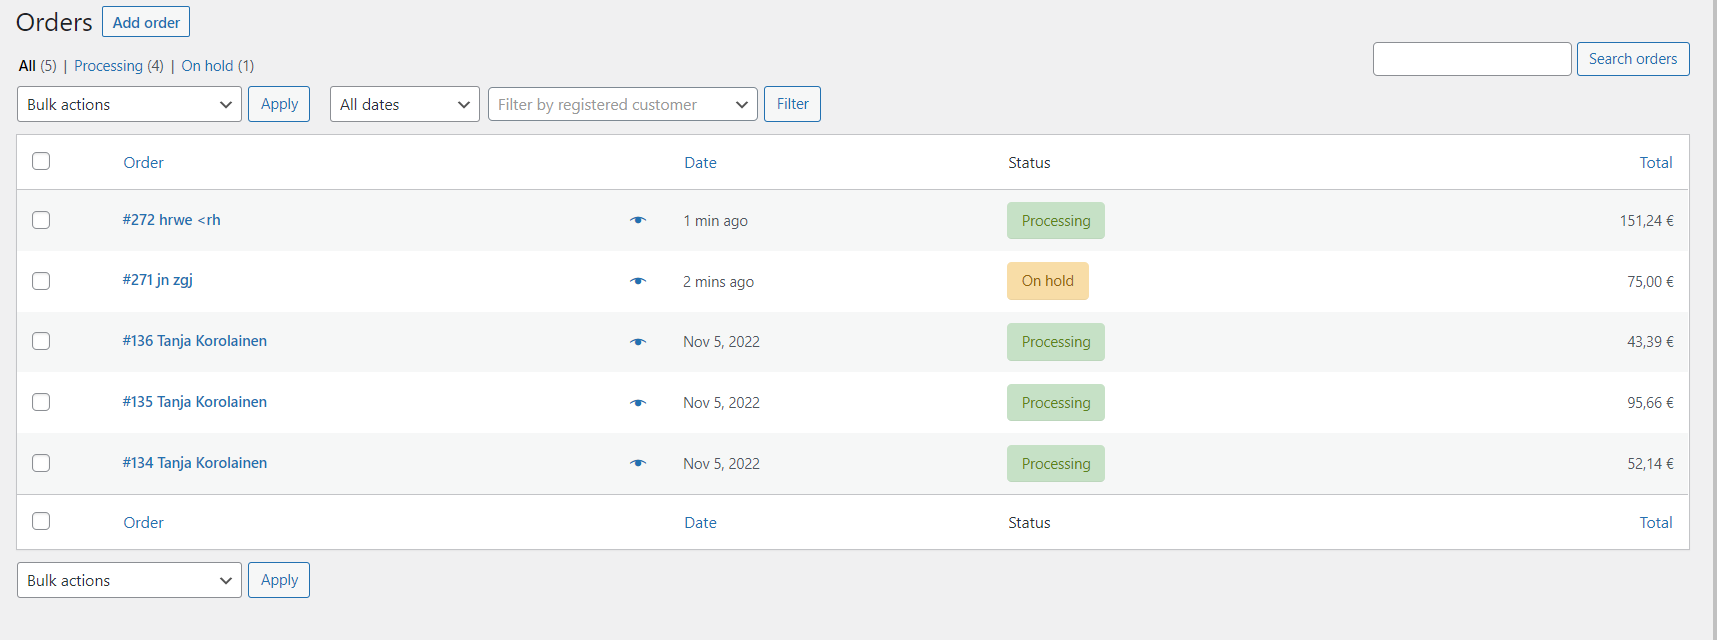 Orders Add order
All (5) | Processing (4) | On hold (1)
Search orders
Bulk actions Apply All dates Filter by registered customer Filter
Order Date Status Total
#272 hrwe <rh 1 min ago Processing 151,24 €
#271 jn zgj 2 mins ago On hold 75,00 €
#136 Tanja Korolainen Nov 5, 2022 Processing 43,39 €
#135 Tanja Korolainen Nov 5, 2022 Processing 95,66 €
#134 Tanja Korolainen Nov 5, 2022 Processing 52,14 €
Order Date Status Total
Bulk actions Apply